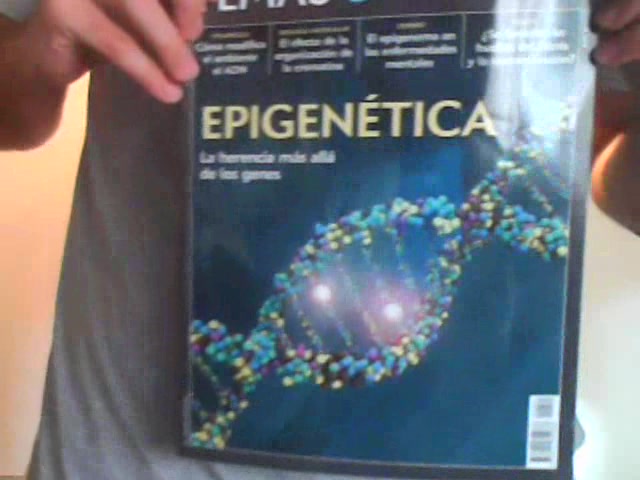 TEMAS
Cómo modifica
el ambiente
el ADN
El efecto de la
organización de
la cromatina
El epigenoma en
las enfermedades
mentales
EPIGENÉTICA
La herencia más allá
de los genes